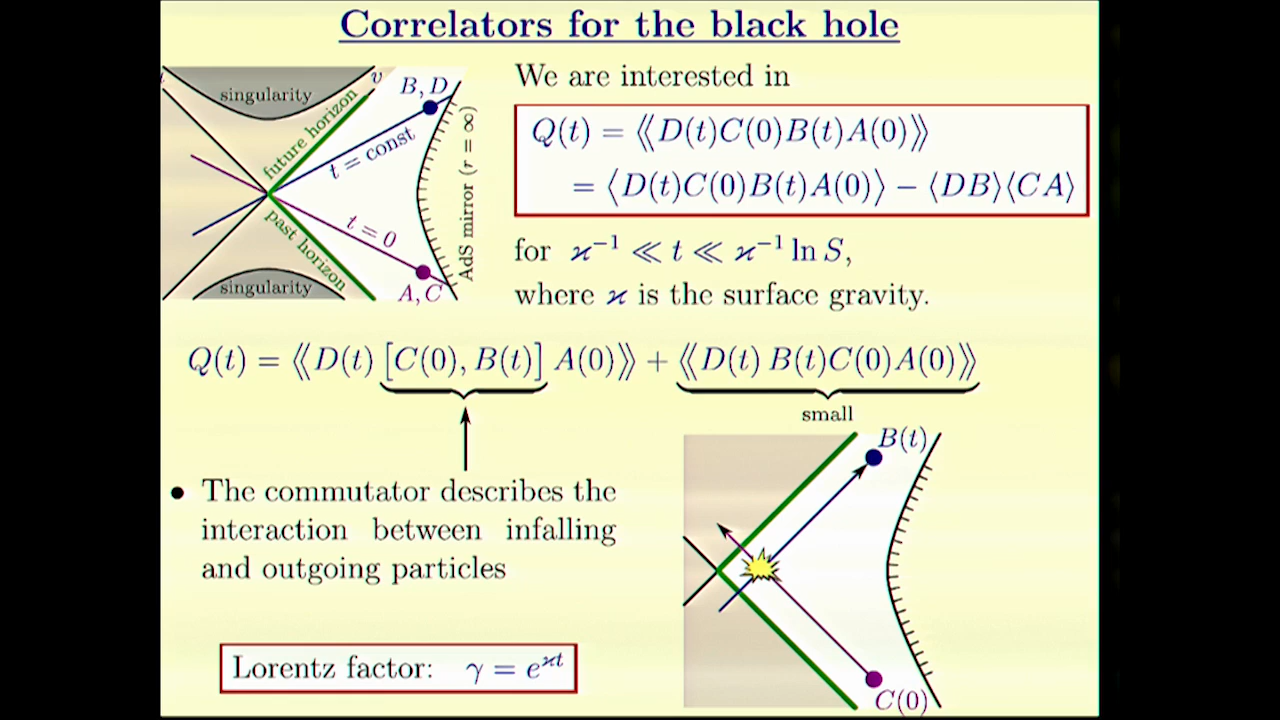 Correlators for the black hole
singularity
v
B, D
future horizon
t = const
AdS mirror (r = ∞)
t = 0
past horizon
singularity
A, C
We are interested in
Q(t) = ⟨⟨D(t)C(0)B(t)A(0)⟩⟩
= ⟨D(t)C(0)B(t)A(0)⟩ − ⟨DB⟩⟨CA⟩
for ϰ⁻¹ ≪ t ≪ ϰ⁻¹ ln S,
where ϰ is the surface gravity.
Q(t) = ⟨⟨D(t) [C(0), B(t)] A(0)⟩⟩ + ⟨⟨D(t) B(t)C(0)A(0)⟩⟩
small
• The commutator describes the
interaction between infalling
and outgoing particles
Lorentz factor: γ = e^{ϰt}
B(t)
C(0)